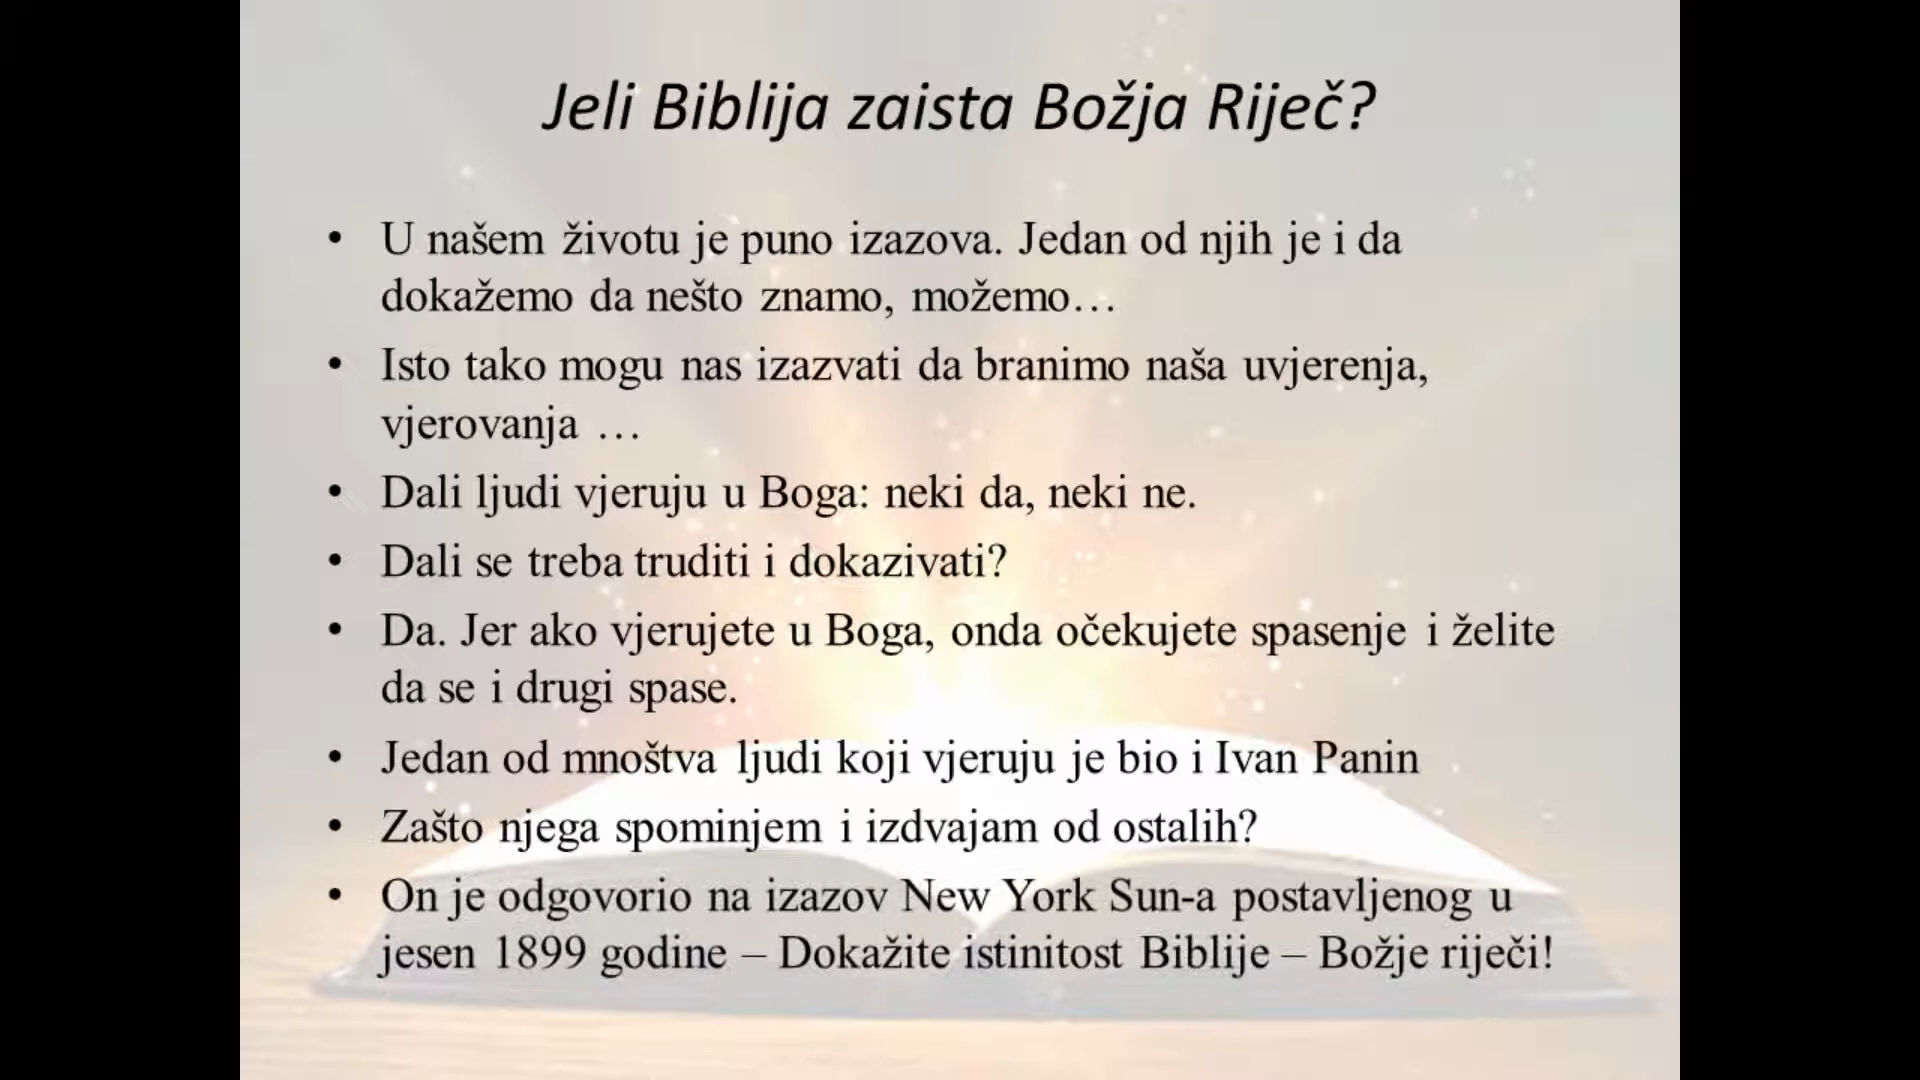 Jeli Biblija zaista Božja Riječ?
• U našem životu je puno izazova. Jedan od njih je i da
dokažemo da nešto znamo, možemo…
• Isto tako mogu nas izazvati da branimo naša uvjerenja,
vjerovanja …
• Dali ljudi vjeruju u Boga: neki da, neki ne.
• Dali se treba truditi i dokazivati?
• Da. Jer ako vjerujete u Boga, onda očekujete spasenje i želite
da se i drugi spase.
• Jedan od mnoštva ljudi koji vjeruju je bio i Ivan Panin
• Zašto njega spominjem i izdvajam od ostalih?
• On je odgovorio na izazov New York Sun-a postavljenog u
jesen 1899 godine – Dokažite istinitost Biblije – Božje riječi!